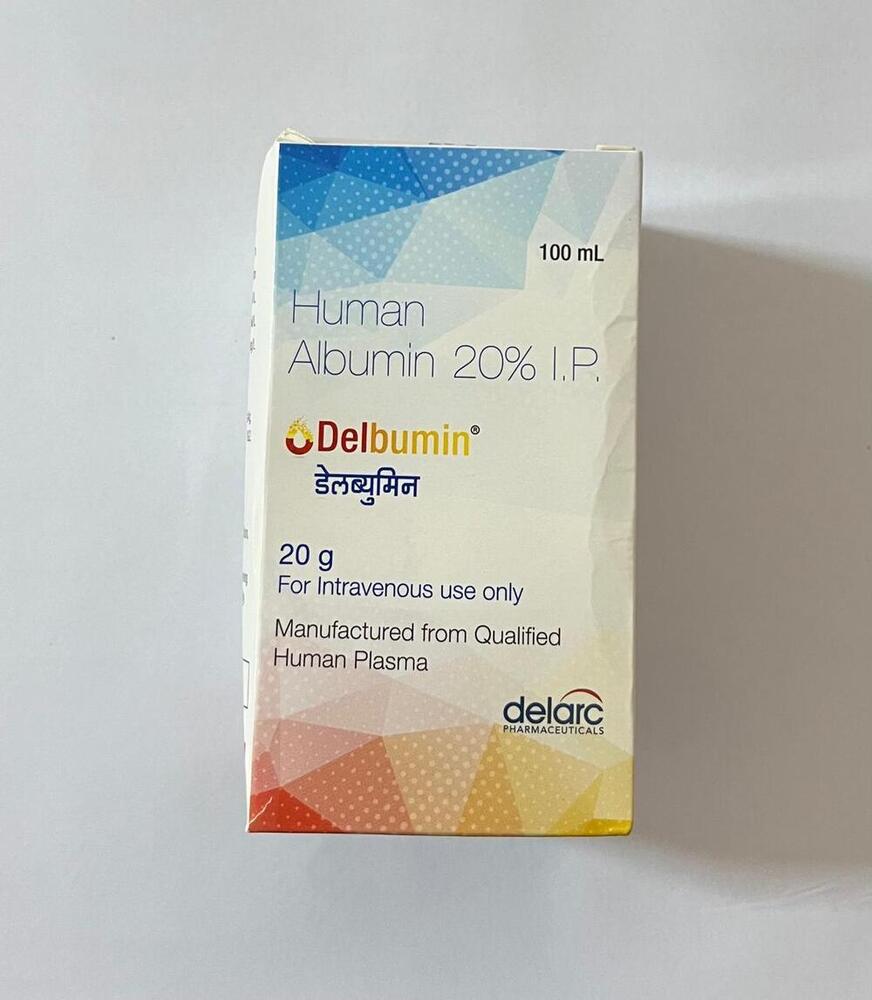 100 mL
Human
Albumin 20% I.P.
Delbumin®
डेलब्युमिन
20 g
For Intravenous use only
Manufactured from Qualified
Human Plasma
delarc
PHARMACEUTICALS